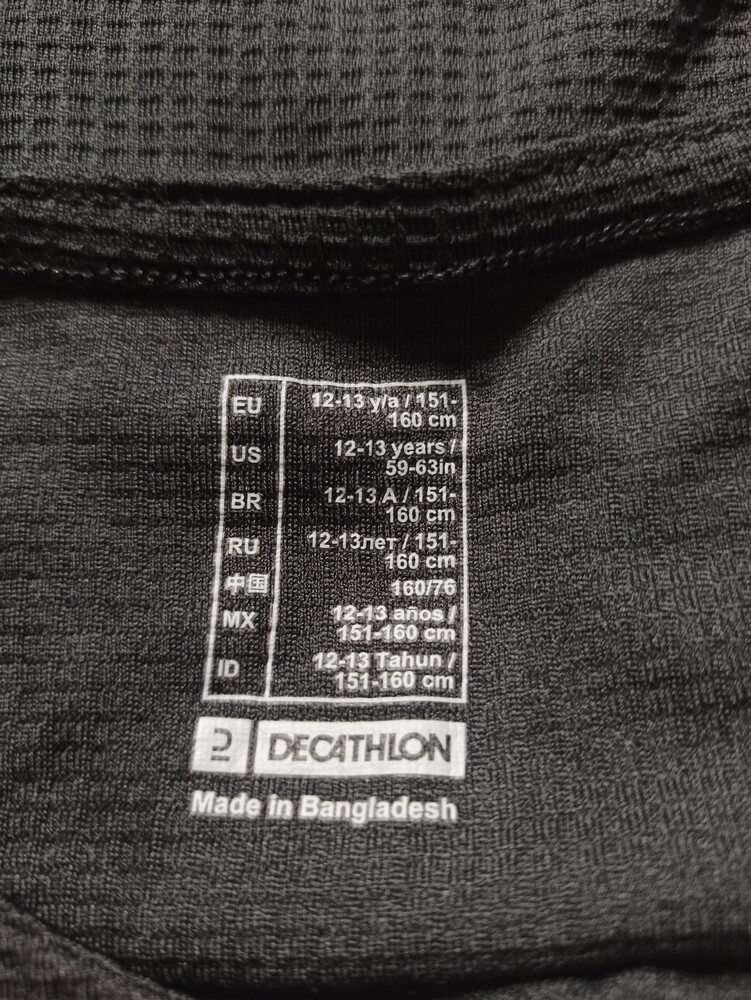 EU 12-13 y/a / 151-
160 cm
US 12-13 years /
59-63in
BR 12-13 A / 151-
160 cm
RU 12-13лет / 151-
160 cm
中国 160/76
MX 12-13 años /
151-160 cm
ID 12-13 Tahun /
151-160 cm
DECATHLON
Made in Bangladesh